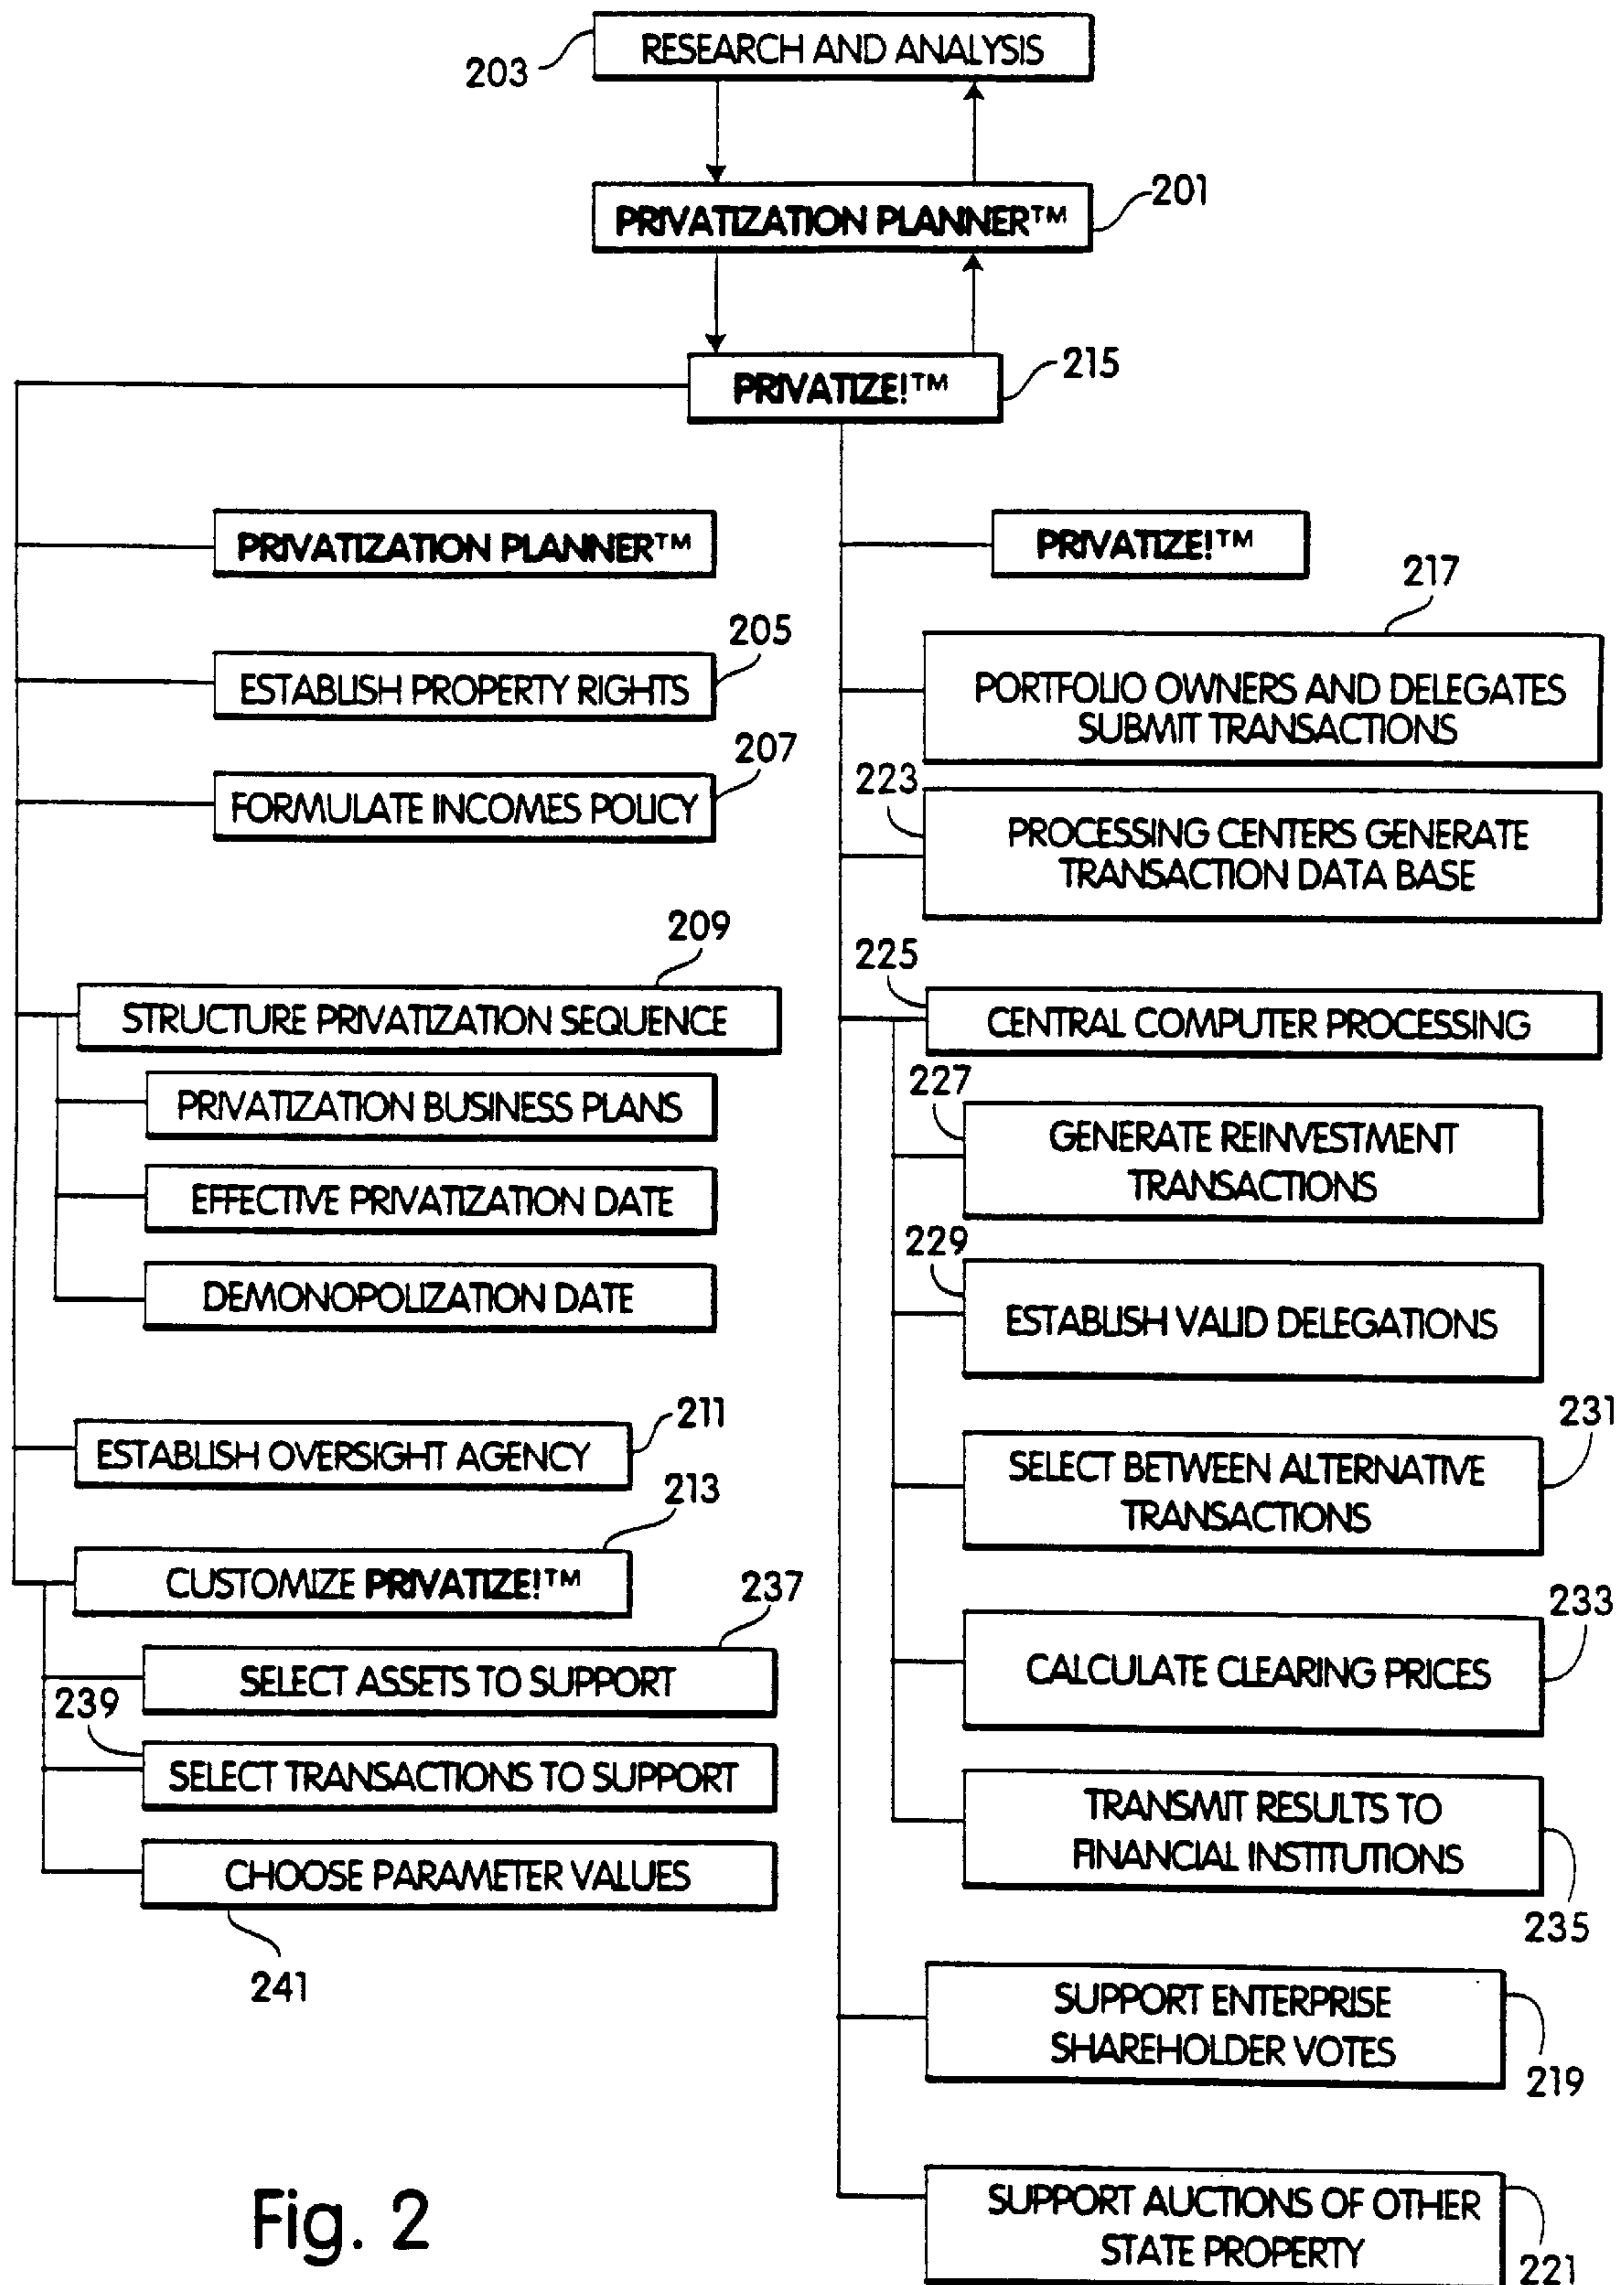 RESEARCH AND ANALYSIS
203
PRIVATIZATION PLANNER™
201
PRIVATIZE!™
215
PRIVATIZATION PLANNER™
205
ESTABLISH PROPERTY RIGHTS
207
FORMULATE INCOMES POLICY
209
STRUCTURE PRIVATIZATION SEQUENCE
PRIVATIZATION BUSINESS PLANS
EFFECTIVE PRIVATIZATION DATE
DEMONOPOLIZATION DATE
211
ESTABLISH OVERSIGHT AGENCY
213
CUSTOMIZE PRIVATIZE!™
237
SELECT ASSETS TO SUPPORT
239
SELECT TRANSACTIONS TO SUPPORT
CHOOSE PARAMETER VALUES
241
PRIVATIZE!™
217
PORTFOLIO OWNERS AND DELEGATES
SUBMIT TRANSACTIONS
223
PROCESSING CENTERS GENERATE
TRANSACTION DATA BASE
225
CENTRAL COMPUTER PROCESSING
227
GENERATE REINVESTMENT
TRANSACTIONS
229
ESTABLISH VALID DELEGATIONS
231
SELECT BETWEEN ALTERNATIVE
TRANSACTIONS
233
CALCULATE CLEARING PRICES
TRANSMIT RESULTS TO
FINANCIAL INSTITUTIONS
235
SUPPORT ENTERPRISE
SHAREHOLDER VOTES
219
SUPPORT AUCTIONS OF OTHER
STATE PROPERTY
221
Fig. 2